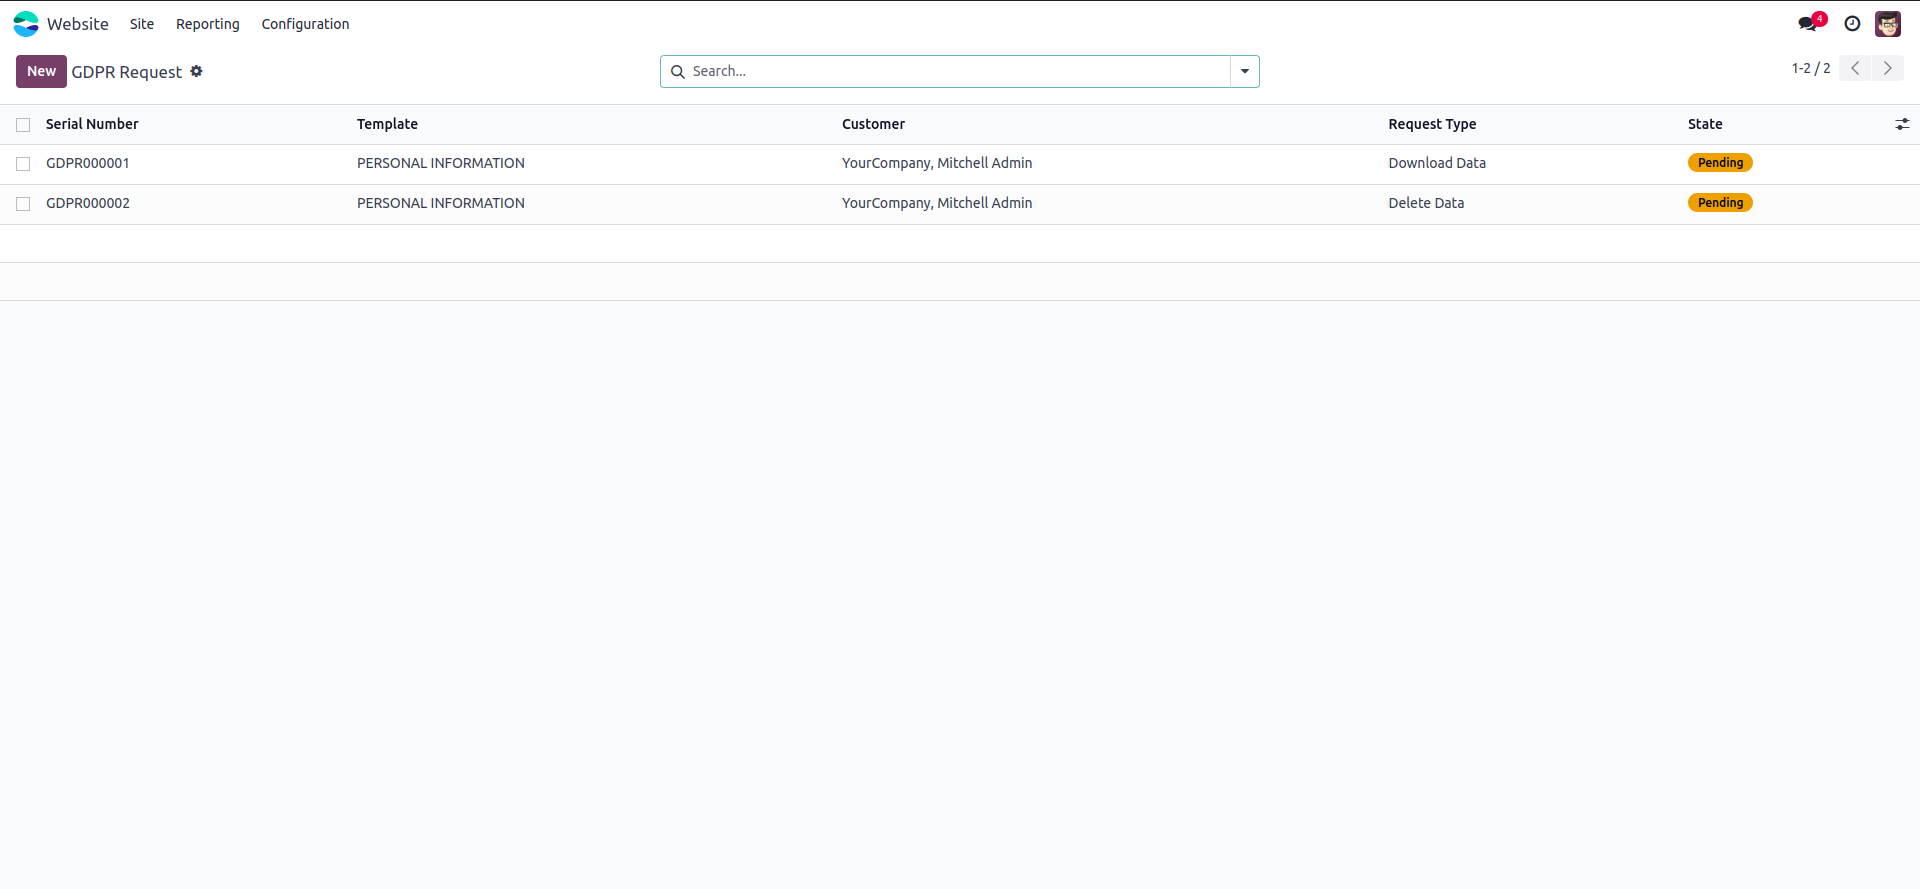 Website Site Reporting Configuration 4
New GDPR Request Search... 1-2 / 2
Serial Number Template Customer Request Type State
GDPR000001 PERSONAL INFORMATION YourCompany, Mitchell Admin Download Data Pending
GDPR000002 PERSONAL INFORMATION YourCompany, Mitchell Admin Delete Data Pending